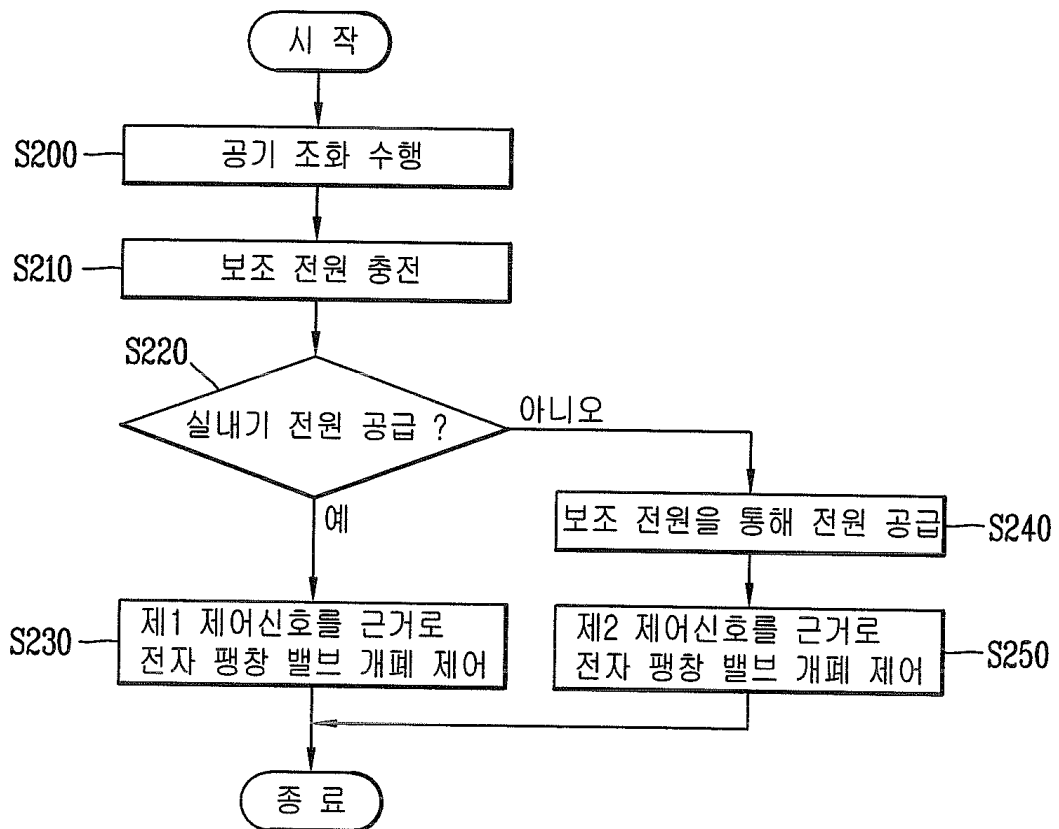 시 작
S200
공기 조화 수행
S210
보조 전원 충전
S220
실내기 전원 공급 ?
아니오
예
보조 전원을 통해 전원 공급
S240
S230
제1 제어신호를 근거로
전자 팽창 밸브 개폐 제어
제2 제어신호를 근거로
전자 팽창 밸브 개폐 제어
S250
종 료